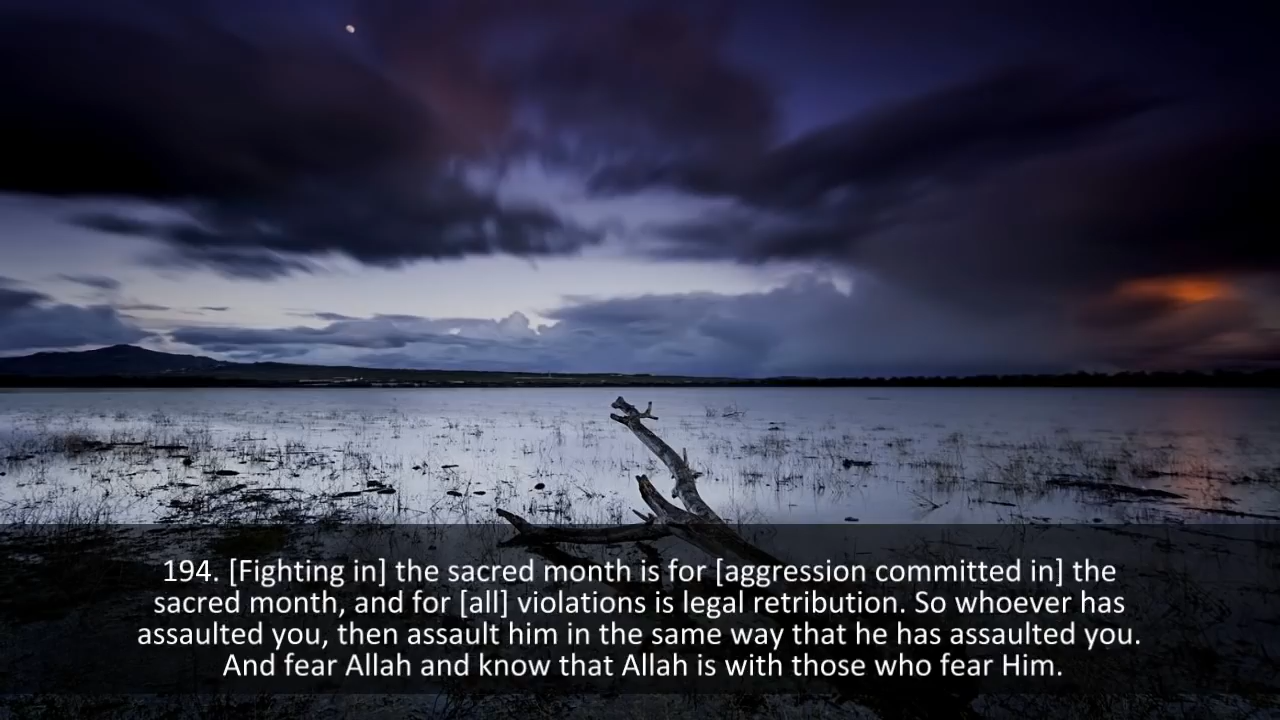 194. [Fighting in] the sacred month is for [aggression committed in] the
sacred month, and for [all] violations is legal retribution. So whoever has
assaulted you, then assault him in the same way that he has assaulted you.
And fear Allah and know that Allah is with those who fear Him.